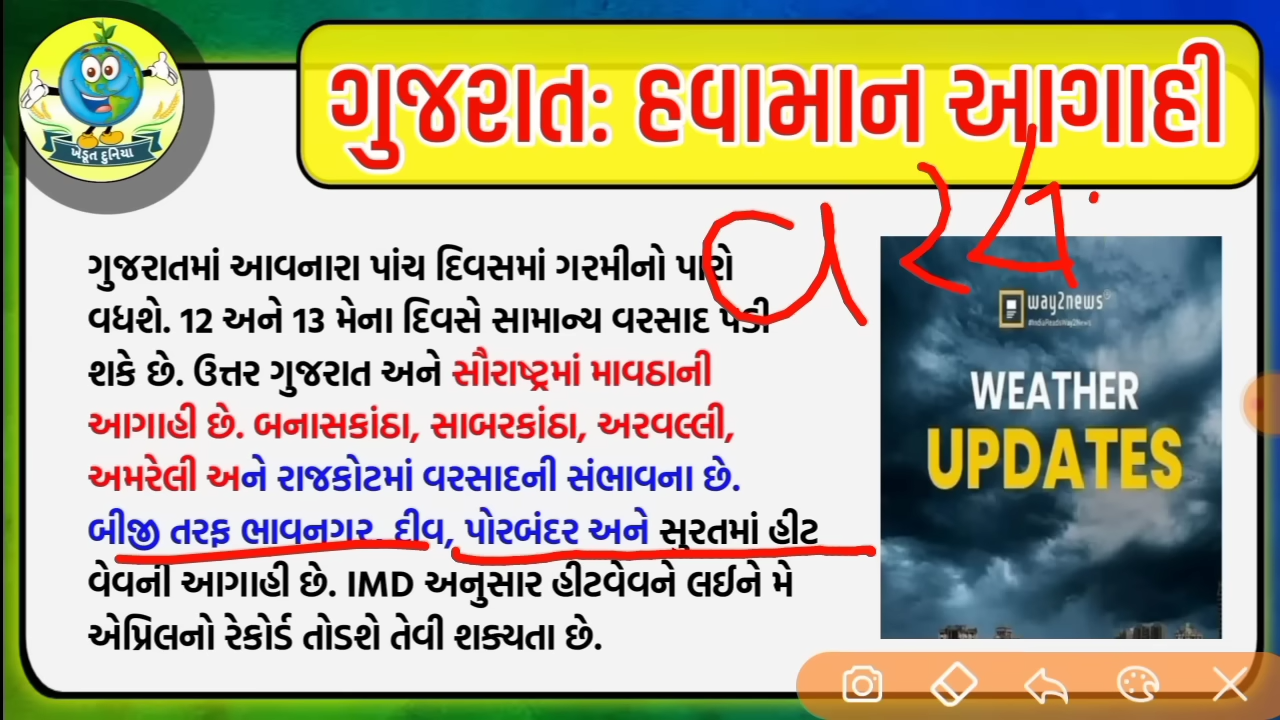 ખેડૂત દુનિયા
ગુજરાત: હવામાન આગાહી
ગુજરાતમાં આવનારા પાંચ દિવસમાં ગરમીનો પારો
વધશે. 12 અને 13 મેના દિવસે સામાન્ય વરસાદ પડી
શકે છે. ઉત્તર ગુજરાત અને સૌરાષ્ટ્રમાં માવઠાની
આગાહી છે. બનાસકાંઠા, સાબરકાંઠા, અરવલ્લી,
અમરેલી અને રાજકોટમાં વરસાદની સંભાવના છે.
બીજી તરફ ભાવનગર, દીવ, પોરબંદર અને સુરતમાં હીટ
વેવની આગાહી છે. IMD અનુસાર હીટવેવને લઈને મે
એપ્રિલનો રેકોર્ડ તોડશે તેવી શક્યતા છે.
way2news
#IndiaReadsWay2News
WEATHER
UPDATES